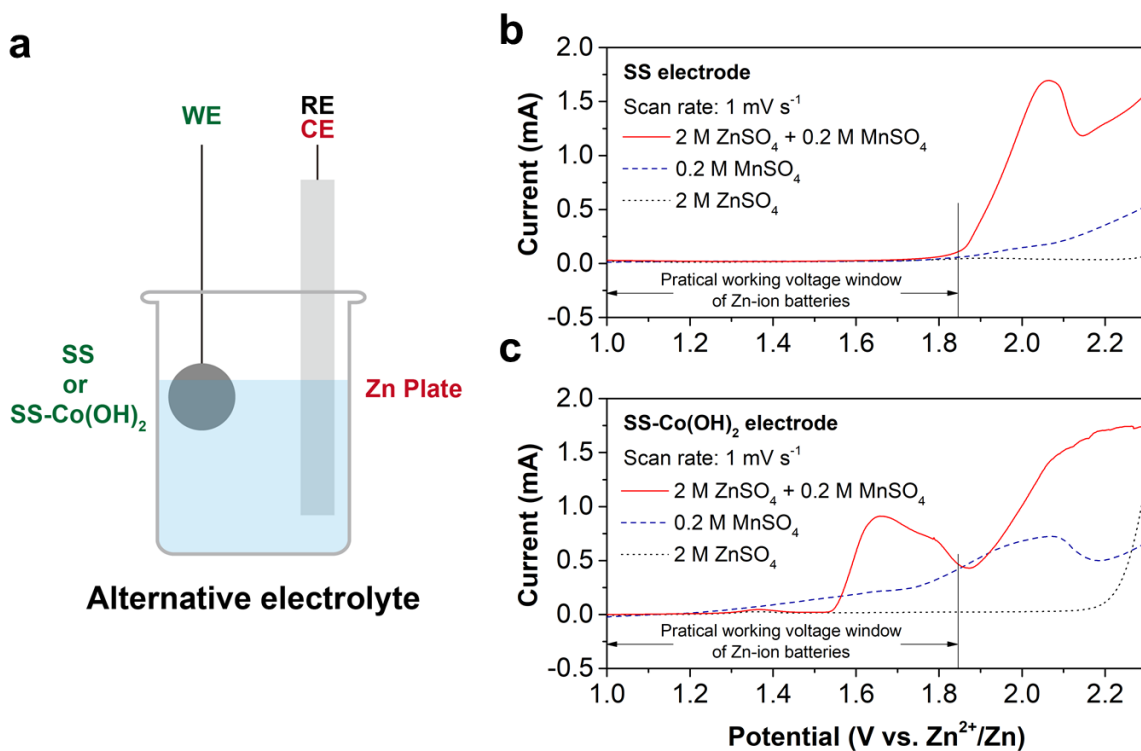 a
WE
RE
CE
SS
or
SS-Co(OH)₂
Zn Plate
Alternative electrolyte
b
2.0
1.5
1.0
0.5
0.0
-0.5
Current (mA)
SS electrode
Scan rate: 1 mV s⁻¹
2 M ZnSO₄ + 0.2 M MnSO₄
0.2 M MnSO₄
2 M ZnSO₄
Pratical working voltage window
of Zn-ion batteries
1.0 1.2 1.4 1.6 1.8 2.0 2.2
c
2.0
1.5
1.0
0.5
0.0
-0.5
Current (mA)
SS-Co(OH)₂ electrode
Scan rate: 1 mV s⁻¹
2 M ZnSO₄ + 0.2 M MnSO₄
0.2 M MnSO₄
2 M ZnSO₄
Pratical working voltage window
of Zn-ion batteries
1.0 1.2 1.4 1.6 1.8 2.0 2.2
Potential (V vs. Zn²⁺/Zn)